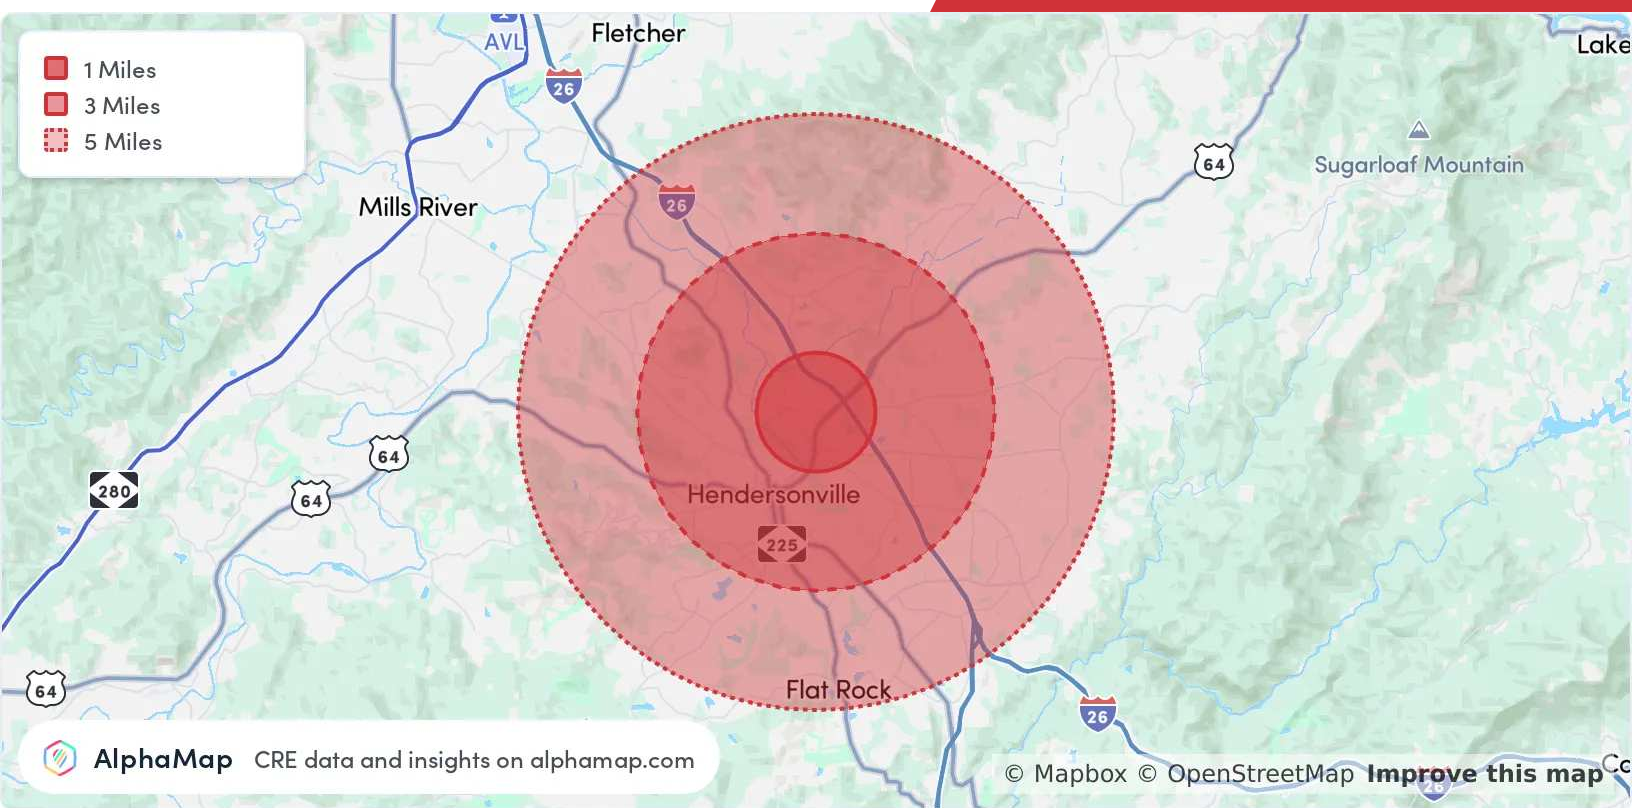 Fletcher
Lake
AVL
26
1 Miles
3 Miles
5 Miles
64
Sugarloaf Mountain
Mills River
26
64
280
64
Hendersonville
225
64
Flat Rock
26
AlphaMap
CRE data and insights on alphamap.com
© Mapbox © OpenStreetMap Improve this map
26